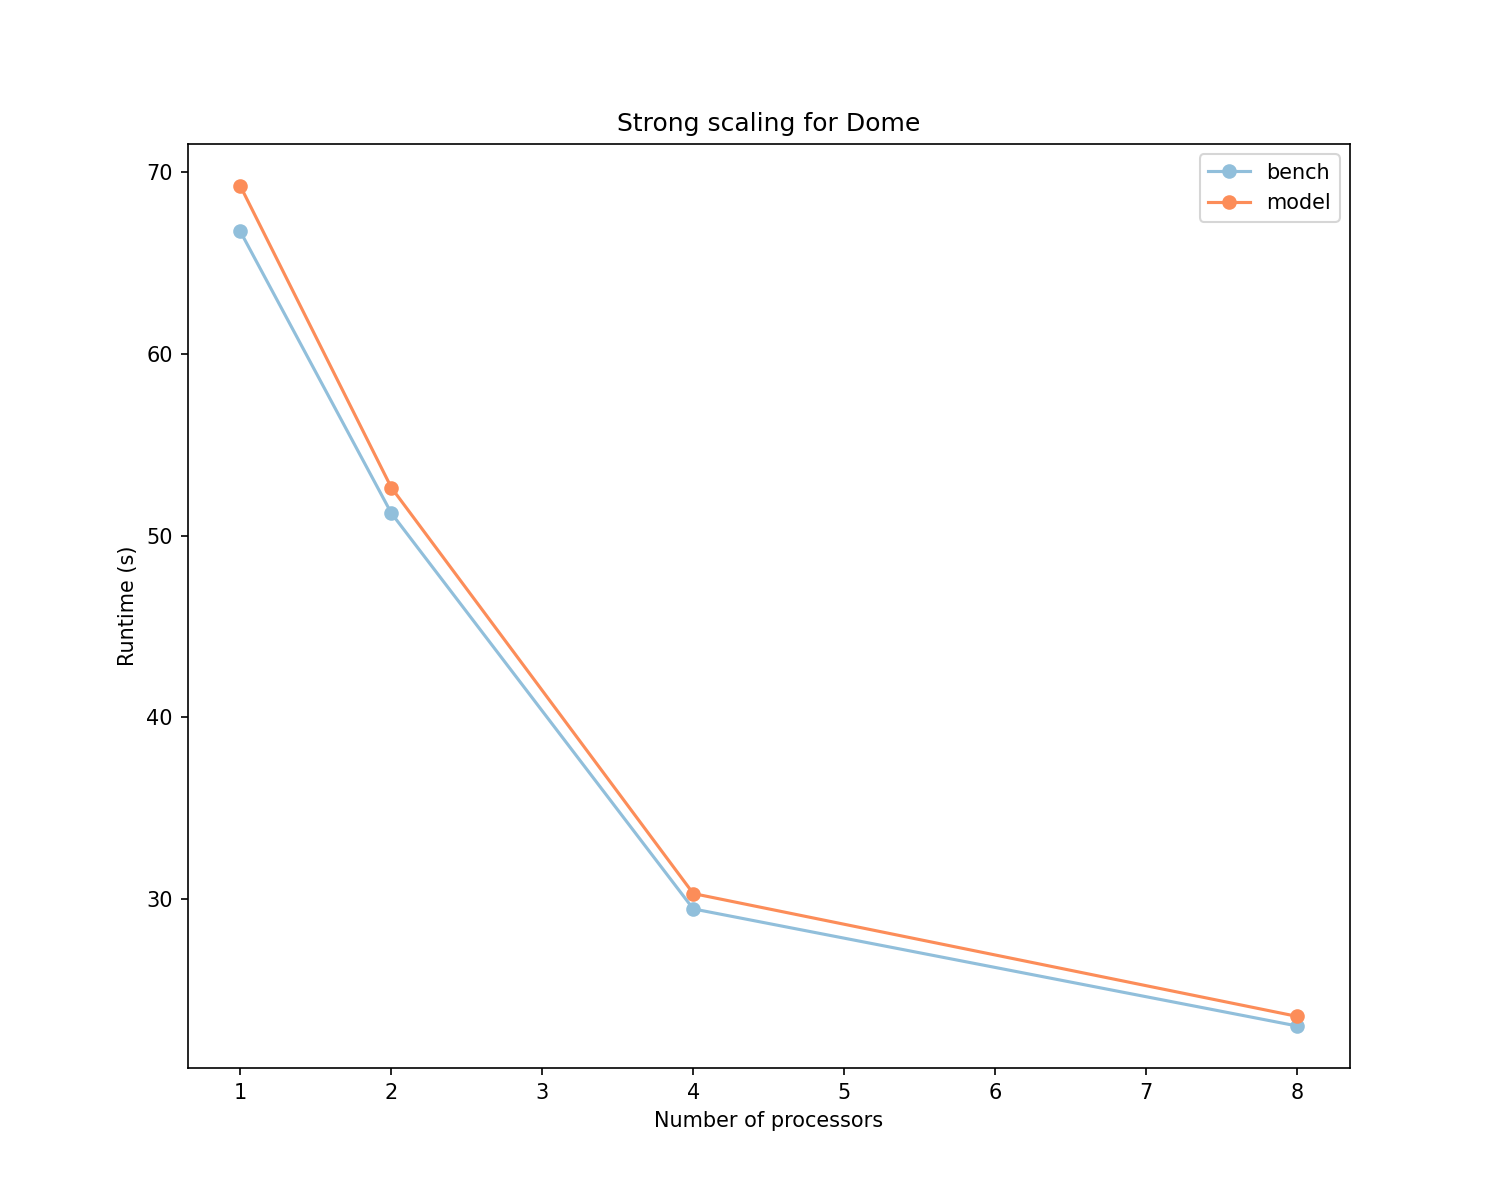 Strong scaling for Dome
bench
model
70
60
50
40
30
Runtime (s)
1 2 3 4 5 6 7 8
Number of processors